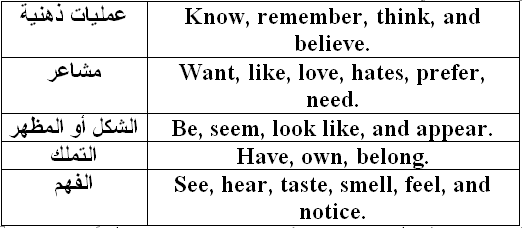 عمليات ذهنية Know, remember, think, and
believe.
مشاعر Want, like, love, hates, prefer,
need.
الشكل أو المظهر Be, seem, look like, and appear.
التملك Have, own, belong.
الفهم See, hear, taste, smell, feel, and
notice.